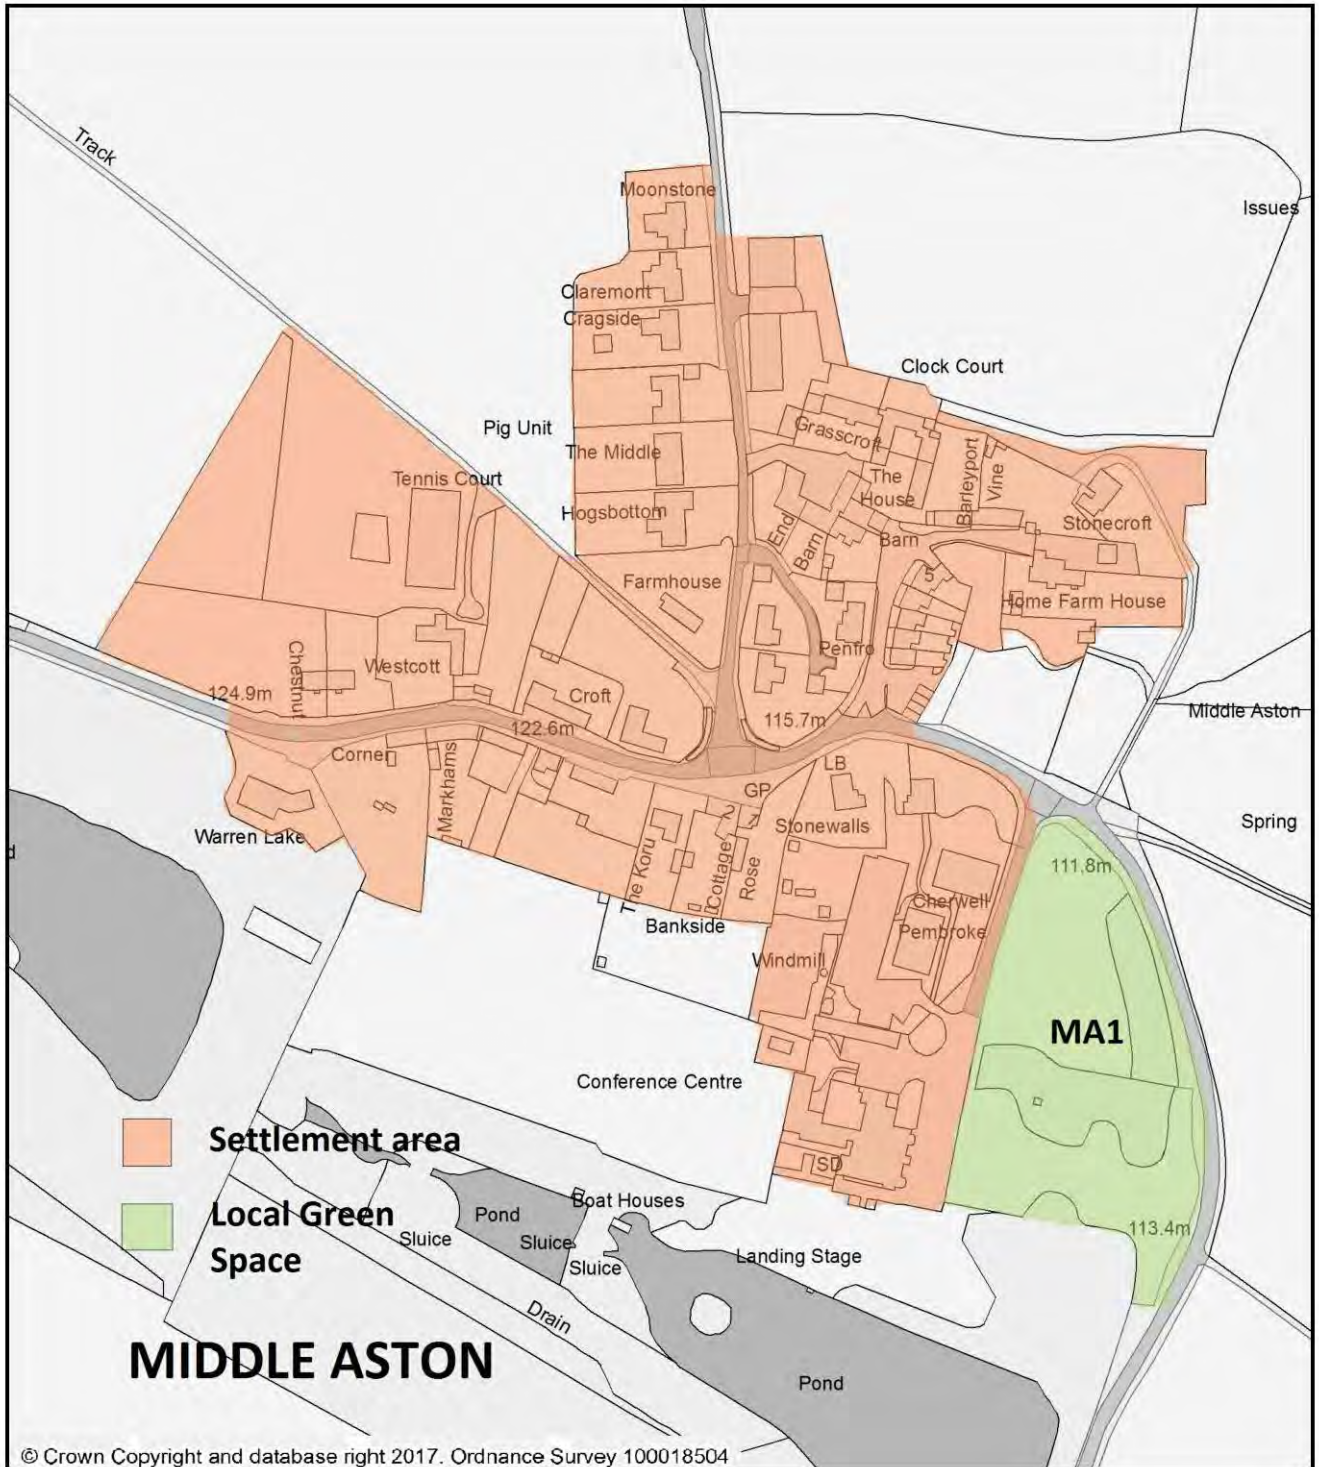 Track
Moonstone
Issues
Claremont
Cragside
Clock Court
Pig Unit
Grasscroft
The Middle
Barleyport
Vine
Tennis Court
The
House
Hogsbottom
Stonecroft
End
Barn
Barn
Farmhouse
5
Home Farm House
Penfro
Chestnut
Westcott
124.9m
Croft
115.7m
Middle Aston
122.6m
Corner
LB
Markhams
GP
2
1
Stonewalls
Spring
Warren Lake
d
111.8m
The Koru
Cottage
Rose
Cherwell
Bankside
Pembroke
Windmill
MA1
Conference Centre
Settlement area
SD
Local Green
Space
Boat Houses
Pond
Sluice
Sluice
Sluice
113.4m
Landing Stage
Drain
MIDDLE ASTON
Pond
© Crown Copyright and database right 2017. Ordnance Survey 100018504